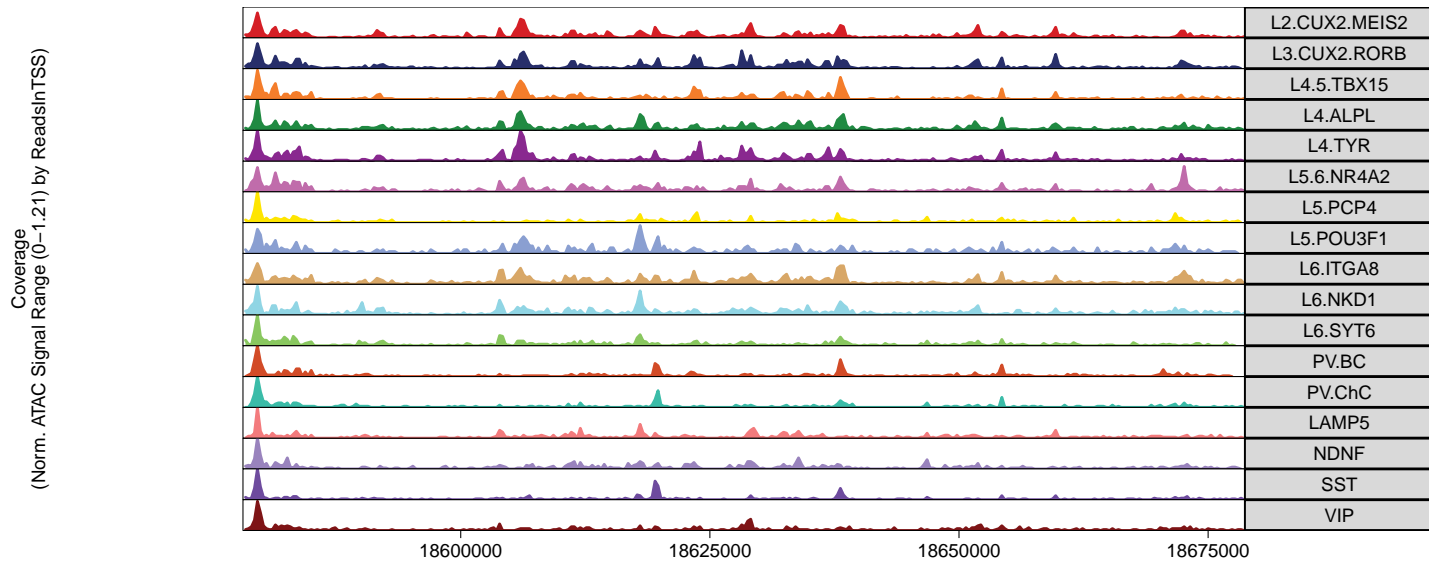 Coverage
(Norm. ATAC Signal Range (0−1.21) by ReadsInTSS)
L2.CUX2.MEIS2
L3.CUX2.RORB
L4.5.TBX15
L4.ALPL
L4.TYR
L5.6.NR4A2
L5.PCP4
L5.POU3F1
L6.ITGA8
L6.NKD1
L6.SYT6
PV.BC
PV.ChC
LAMP5
NDNF
SST
VIP
18600000 18625000 18650000 18675000